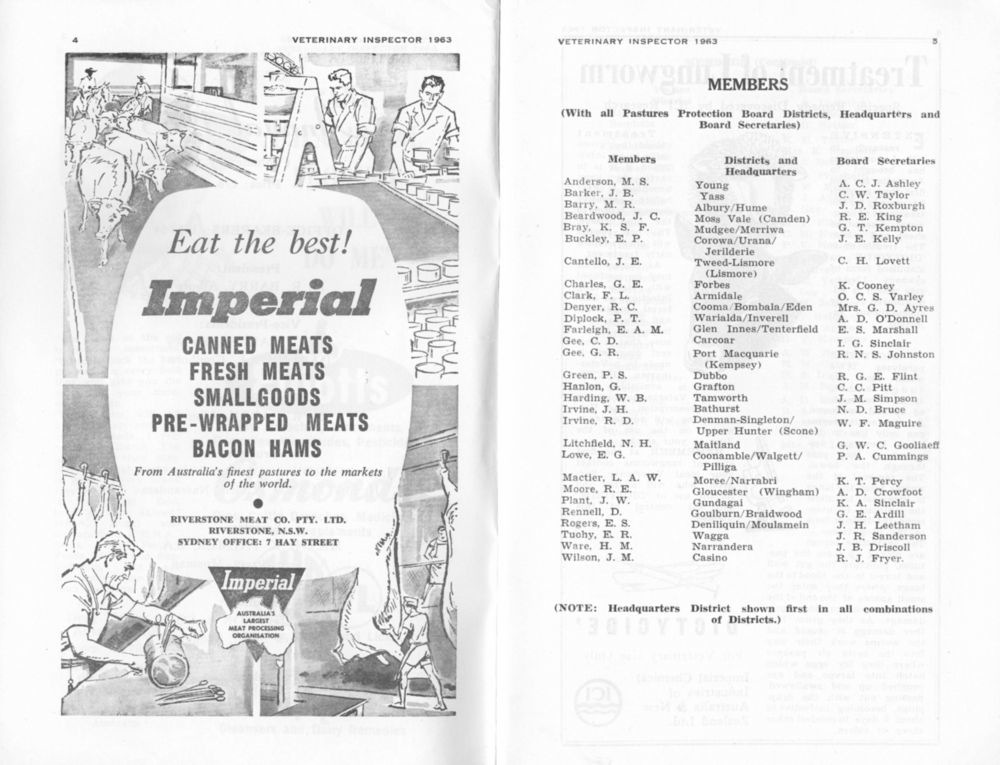 4
VETERINARY INSPECTOR 1963
Eat the best!
Imperial
CANNED MEATS
FRESH MEATS
SMALLGOODS
PRE-WRAPPED MEATS
BACON HAMS
From Australia's finest pastures to the markets
of the world.
RIVERSTONE MEAT CO. PTY. LTD.
RIVERSTONE, N.S.W.
SYDNEY OFFICE: 7 HAY STREET
Imperial
AUSTRALIA'S
LARGEST
MEAT PROCESSING
ORGANISATION
VETERINARY INSPECTOR 1963
5
MEMBERS
(With all Pastures Protection Board Districts, Headquarters and
Board Secretaries)
Members Districts and Board Secretaries
Headquarters
Anderson, M. S. Young A. C. J. Ashley
Barker, J. B. Yass C. W. Taylor
Barry, M. R. Albury/Hume J. D. Roxburgh
Beardwood, J. C. Moss Vale (Camden) R. E. King
Bray, K. S. F. Mudgee/Merriwa G. T. Kempton
Buckley, E. P. Corowa/Urana/ J. E. Kelly
Jerilderie
Cantello, J. E. Tweed-Lismore C. H. Lovett
(Lismore)
Charles, G. E. Forbes K. Cooney
Clark, F. L. Armidale O. C. S. Varley
Denyer, R. C. Cooma/Bombala/Eden Mrs. G. D. Ayres
Diplock, P. T. Warialda/Inverell A. D. O'Donnell
Farleigh, E. A. M. Glen Innes/Tenterfield E. S. Marshall
Gee, C. D. Carcoar I. G. Sinclair
Gee, G. R. Port Macquarie R. N. S. Johnston
(Kempsey)
Green, P. S. Dubbo R. G. E. Flint
Hanlon, G. Grafton C. C. Pitt
Harding, W. B. Tamworth J. M. Simpson
Irvine, J. H. Bathurst N. D. Bruce
Irvine, R. D. Denman-Singleton/ W. F. Maguire
Upper Hunter (Scone)
Litchfield, N. H. Maitland G. W. C. Gooliaeff
Lowe, E. G. Coonamble/Walgett/ P. A. Cummings
Pilliga
Mactier, L. A. W. Moree/Narrabri K. T. Percy
Moore, R. E. Gloucester (Wingham) A. D. Crowfoot
Plant, J. W. Gundagai K. A. Sinclair
Rennell, D. Goulburn/Braidwood G. E. Ardill
Rogers, E. S. Deniliquin/Moulamein J. H. Leetham
Tuohy, E. R. Wagga J. R. Sanderson
Ware, H. M. Narrandera J. B. Driscoll
Wilson, J. M. Casino R. J. Fryer.
(NOTE: Headquarters District shown first in all combinations
of Districts.)